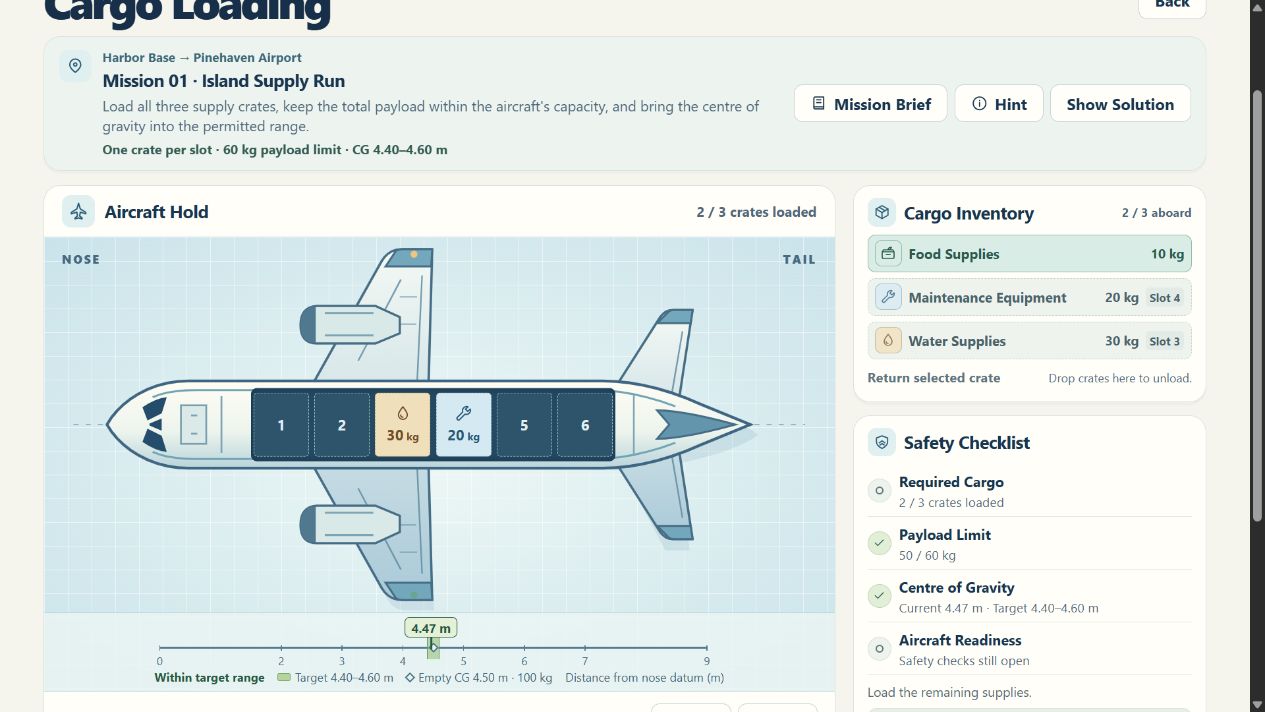 Cargo Loading
Back
Harbor Base → Pinehaven Airport
Mission 01 · Island Supply Run
Load all three supply crates, keep the total payload within the aircraft's capacity, and bring the centre of
gravity into the permitted range.
One crate per slot · 60 kg payload limit · CG 4.40–4.60 m
Mission Brief
Hint
Show Solution
Aircraft Hold
2 / 3 crates loaded
NOSE
TAIL
1
2
30 kg
20 kg
5
6
4.47 m
0 2 3 4 5 6 7 9
Within target range
Target 4.40–4.60 m
Empty CG 4.50 m · 100 kg
Distance from nose datum (m)
Cargo Inventory
2 / 3 aboard
Food Supplies
10 kg
Maintenance Equipment
20 kg
Slot 4
Water Supplies
30 kg
Slot 3
Return selected crate
Drop crates here to unload.
Safety Checklist
Required Cargo
2 / 3 crates loaded
Payload Limit
50 / 60 kg
Centre of Gravity
Current 4.47 m · Target 4.40–4.60 m
Aircraft Readiness
Safety checks still open
Load the remaining supplies.